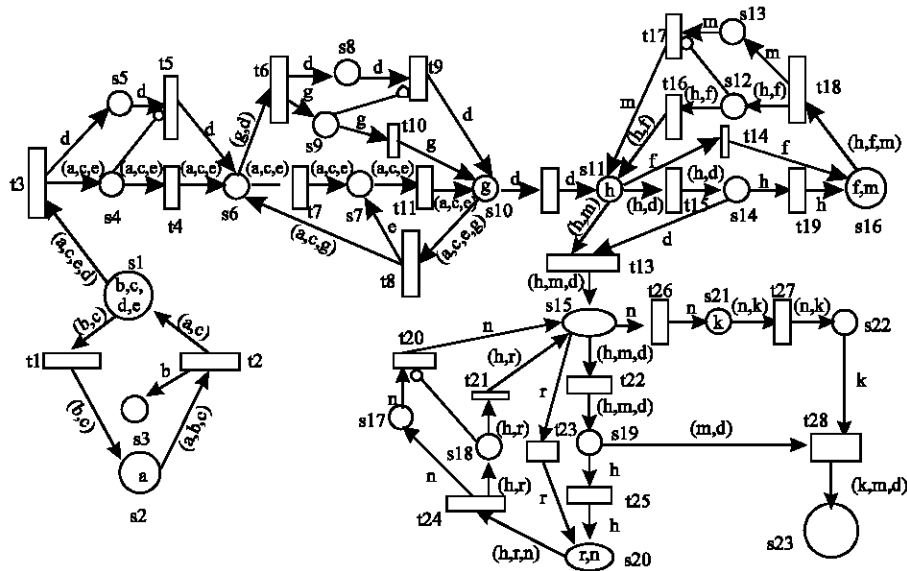 t17
m
s13
t5
t6
d
s8
d
t9
m
s5
d
d
g
s12
t18
t16
(h,f)
(h,f)
d
d
(g,d)
s9
g
t10
g
d
m
(h,f)
t14
(h,f,m)
t3
(a,c,e)
(a,c,e)
(a,c,e)
(a,c,e)
(a,c,e)
g
d
d
s11
h
f
f
(h,d)
h
f,m
s4
t4
s6
t7
s7
t11
(a,c,e)
s10
(h,d)
t15
s14
t19
h
s16
(a,c,e,d)
(a,c,g)
e
t8
(a,c,e,g)
(h,m)
d
t13
s1
b,c,
d,e
(h,m,d)
t26
s21
(n,k)
t27
(b,c)
(a,c)
s15
n
n
k
(n,k)
s22
t20
n
t1
t2
b
(h,r)
(h,m,d)
t21
t22
k
s3
(b,c)
(a,b,c)
n
s17
(h,r)
r
t23
(h,m,d)
s19
(m,d)
t28
s18
a
s2
n
(h,r)
t24
r
h
t25
h
(k,m,d)
(h,r,n)
r,n
s20
s23